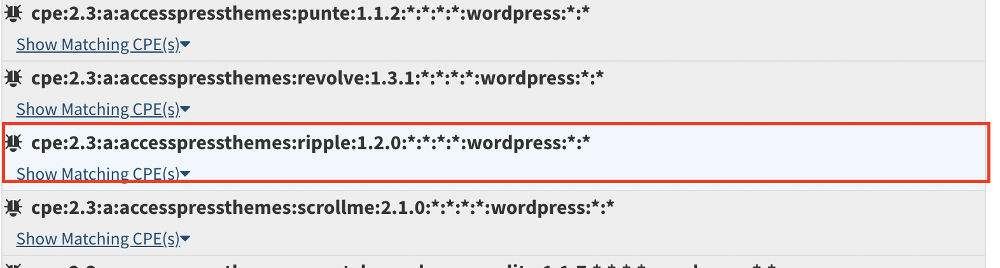 cpe:2.3:a:accesspressthemes:punte:1.1.2:*:*:*:*:wordpress:*:*
Show Matching CPE(s)
cpe:2.3:a:accesspressthemes:revolve:1.3.1:*:*:*:*:wordpress:*:*
Show Matching CPE(s)
cpe:2.3:a:accesspressthemes:ripple:1.2.0:*:*:*:*:wordpress:*:*
Show Matching CPE(s)
cpe:2.3:a:accesspressthemes:scrollme:2.1.0:*:*:*:*:wordpress:*:*
Show Matching CPE(s)